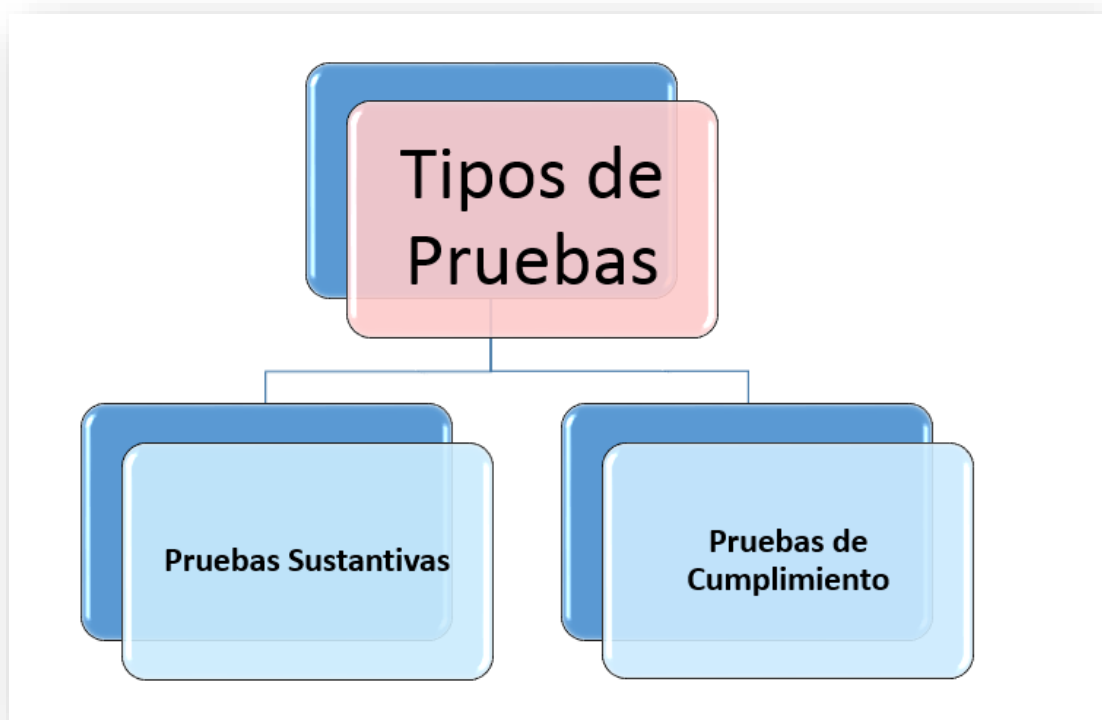 Tipos de
Pruebas
Pruebas Sustantivas
Pruebas de
Cumplimiento